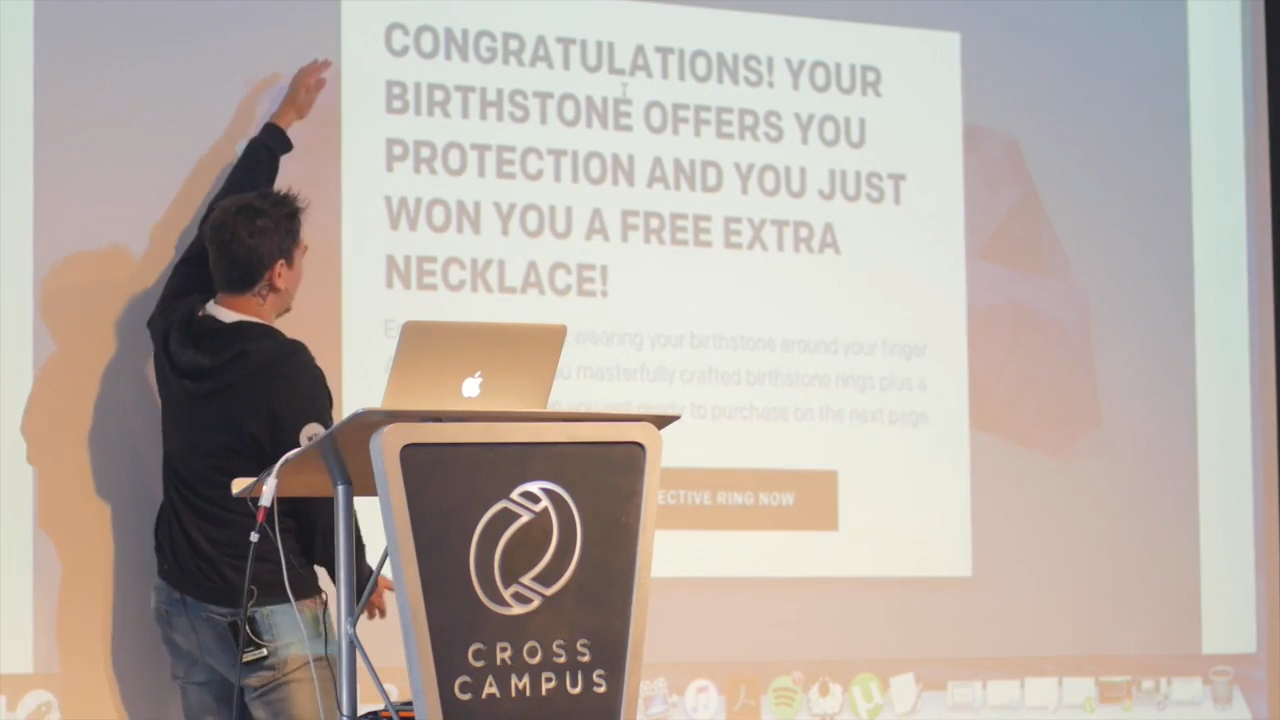 CONGRATULATIONS! YOUR
BIRTHSTONE OFFERS YOU
PROTECTION AND YOU JUST
WON YOU A FREE EXTRA
NECKLACE!
wearing your birthstone around your finger.
masterfully crafted birthstone rings plus a
to purchase on the next page.
RING NOW
CROSS
CAMPUS